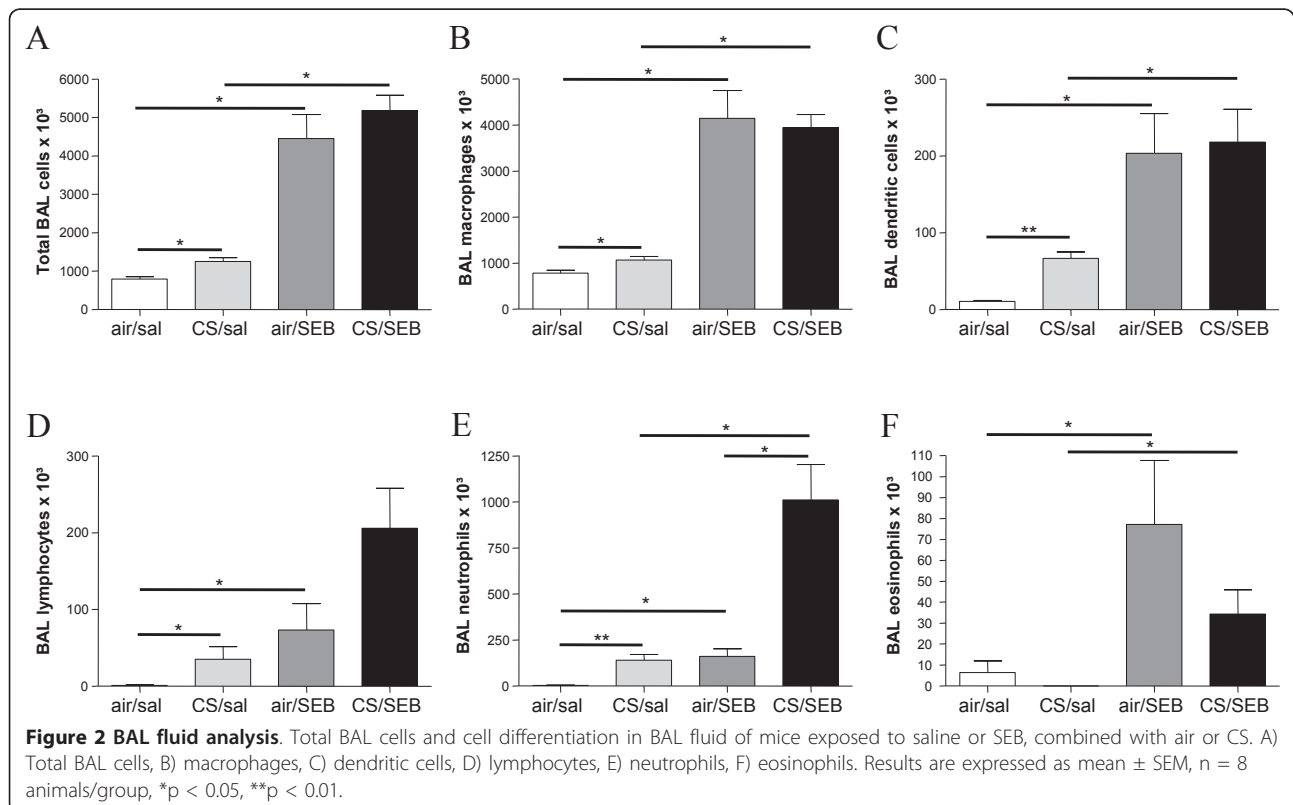 A
Total BAL cells x 10³
6000
5000
4000
3000
2000
1000
0
*
*
*
air/sal CS/sal air/SEB CS/SEB
B
BAL macrophages x 10³
5000
4000
3000
2000
1000
0
*
*
*
air/sal CS/sal air/SEB CS/SEB
C
BAL dendritic cells x 10³
300
200
100
0
*
*
**
air/sal CS/sal air/SEB CS/SEB
D
BAL lymphocytes x 10³
300
200
100
0
*
*
air/sal CS/sal air/SEB CS/SEB
E
BAL neutrophils x 10³
1250
1000
750
500
250
0
*
*
*
**
air/sal CS/sal air/SEB CS/SEB
F
BAL eosinophils x 10³
110
100
90
80
70
60
50
40
30
20
10
0
*
*
air/sal CS/sal air/SEB CS/SEB
Figure 2 BAL fluid analysis. Total BAL cells and cell differentiation in BAL fluid of mice exposed to saline or SEB, combined with air or CS. A)
Total BAL cells, B) macrophages, C) dendritic cells, D) lymphocytes, E) neutrophils, F) eosinophils. Results are expressed as mean ± SEM, n = 8
animals/group, *p < 0.05, **p < 0.01.